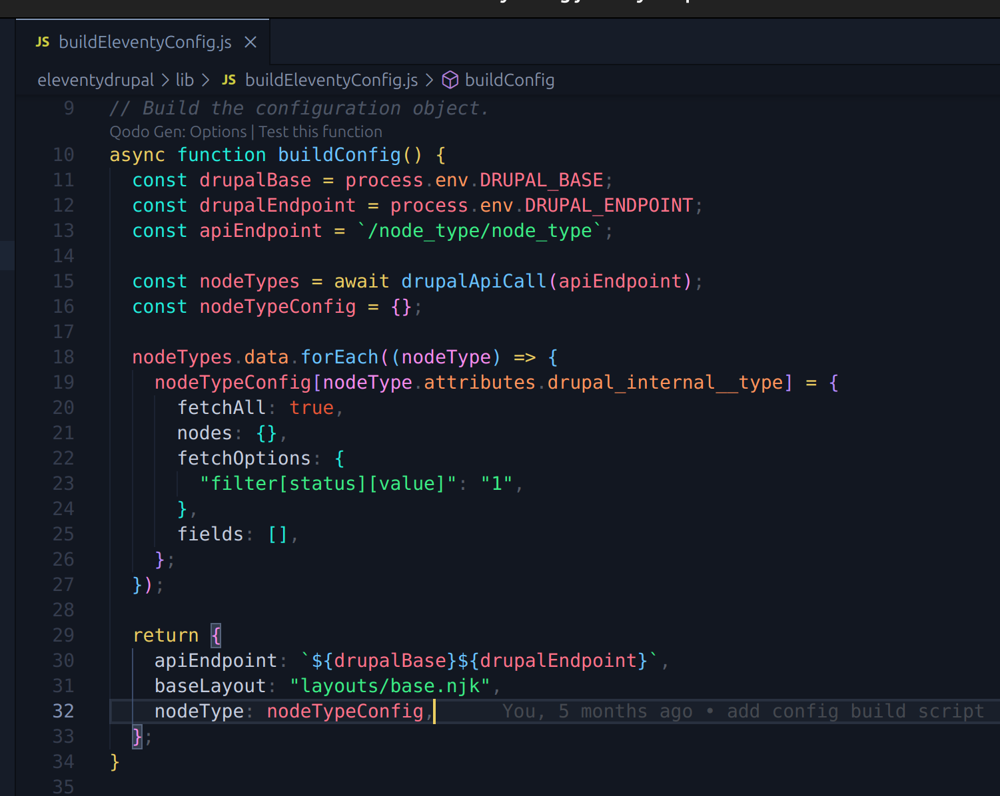 JS buildEleventyConfig.js
eleventydrupal > lib > JS buildEleventyConfig.js > buildConfig
9 // Build the configuration object.
Qodo Gen: Options | Test this function
10 async function buildConfig() {
11   const drupalBase = process.env.DRUPAL_BASE;
12   const drupalEndpoint = process.env.DRUPAL_ENDPOINT;
13   const apiEndpoint = `/node_type/node_type`;
14
15   const nodeTypes = await drupalApiCall(apiEndpoint);
16   const nodeTypeConfig = {};
17
18   nodeTypes.data.forEach((nodeType) => {
19     nodeTypeConfig[nodeType.attributes.drupal_internal__type] = {
20       fetchAll: true,
21       nodes: {},
22       fetchOptions: {
23         "filter[status][value]": "1",
24       },
25       fields: [],
26     };
27   });
28
29   return {
30     apiEndpoint: `${drupalBase}${drupalEndpoint}`,
31     baseLayout: "layouts/base.njk",
32     nodeType: nodeTypeConfig, You, 5 months ago • add config build script
33   };
34 }
35